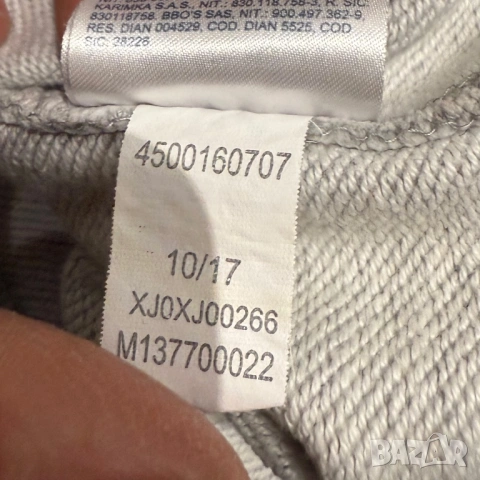 KARIMKA S.A.S., NIT.: 830.118.758-3, R. SIC:
830118758, BBO'S SAS, NIT.: 900.497.362-9,
RES. DIAN 004529, COD. DIAN 5525, COD
SIC: 28226
4500160707
10/17
XJ0XJ00266
M137700022
BAZAR